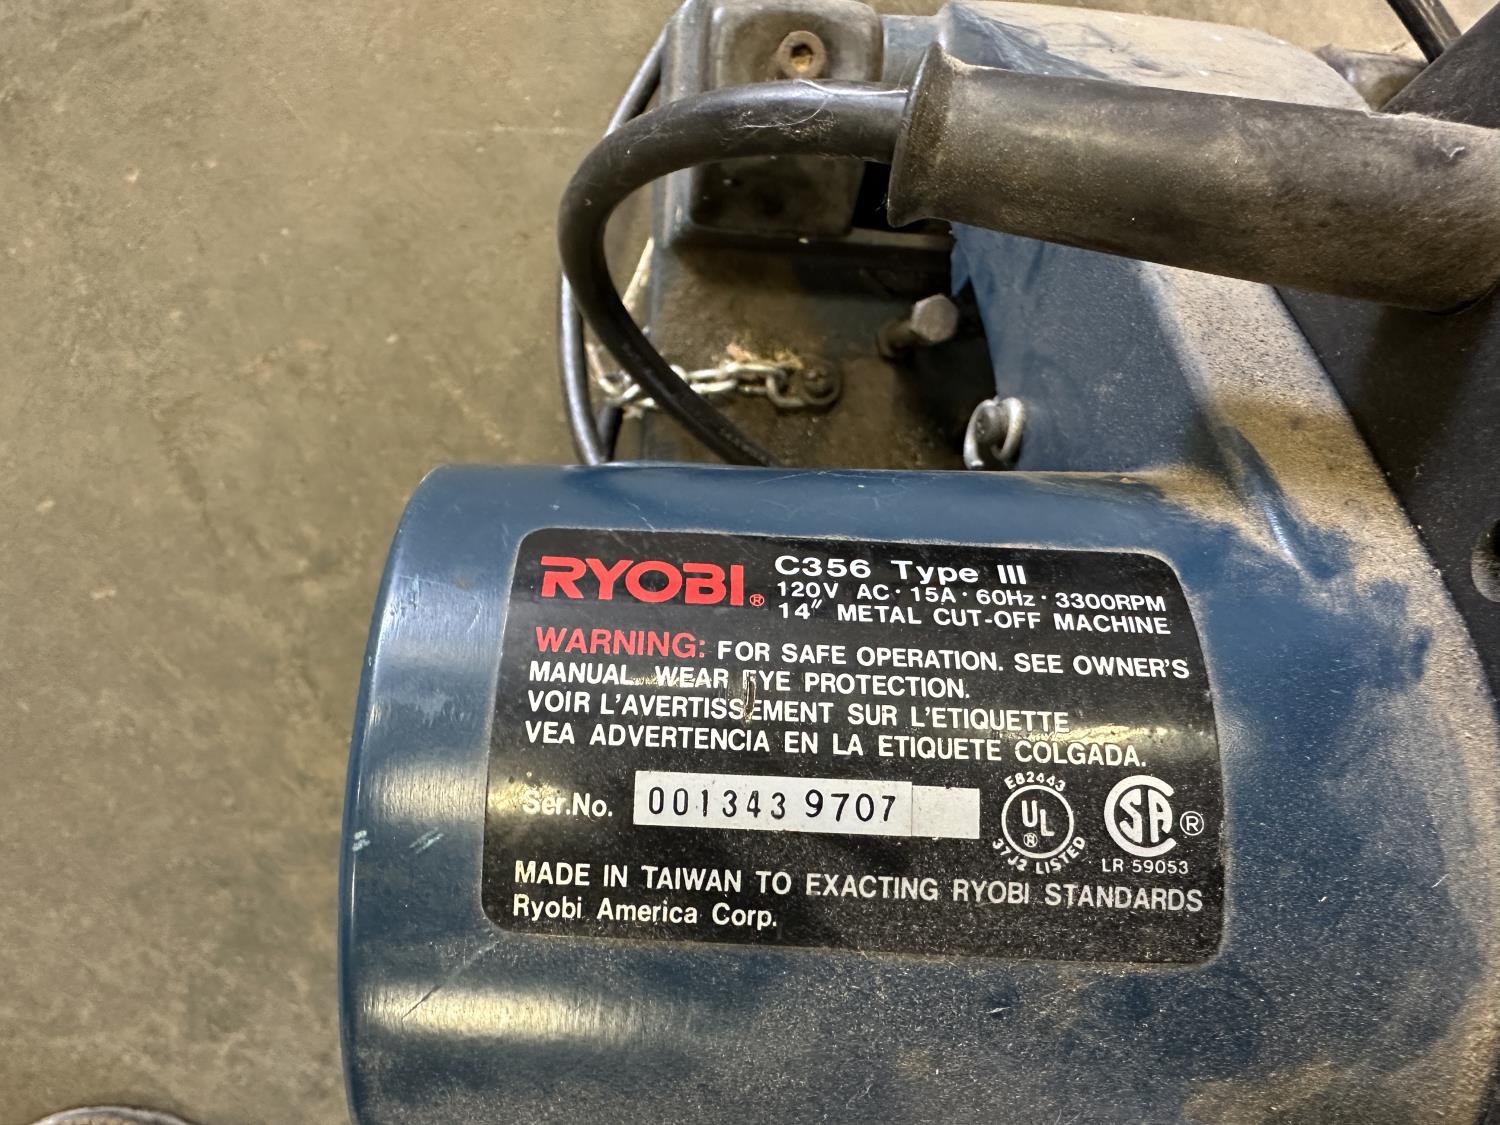 RYOBI®
C356 Type III
120V AC · 15A · 60Hz · 3300RPM
14" METAL CUT-OFF MACHINE
WARNING: FOR SAFE OPERATION. SEE OWNER'S
MANUAL. WEAR EYE PROTECTION.
VOIR L'AVERTISSEMENT SUR L'ETIQUETTE
VEA ADVERTENCIA EN LA ETIQUETE COLGADA.
Ser.No. 001343 9707
E82443
UL®
37J2 LISTED
SA®
LR 59053
MADE IN TAIWAN TO EXACTING RYOBI STANDARDS
Ryobi America Corp.